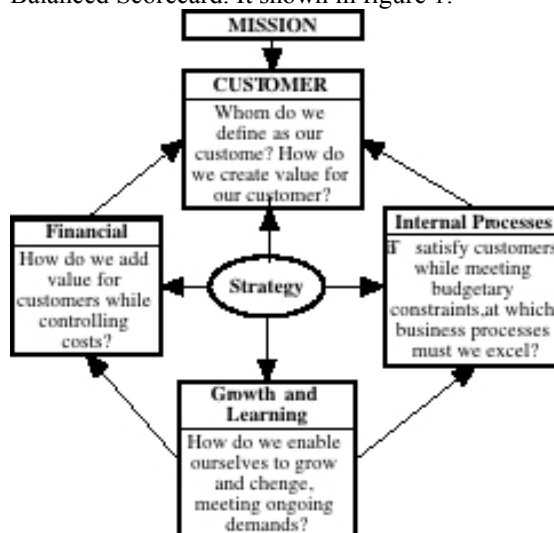 Balanced Scorecard. It shown in figure 1.
MISSION
CUSTOMER
Whom do we
define as our
custome? How do
we create value for
our customer?
Financial
How do we add
value for
customers while
controlling
costs?
Strategy
Internal Processes
satisfy customers
while meeting
budgetary
constraints,at which
business processes
must we excel?
Growth and
Learning
How do we enable
ourselves to grow
and chenge,
meeting ongoing
demands?